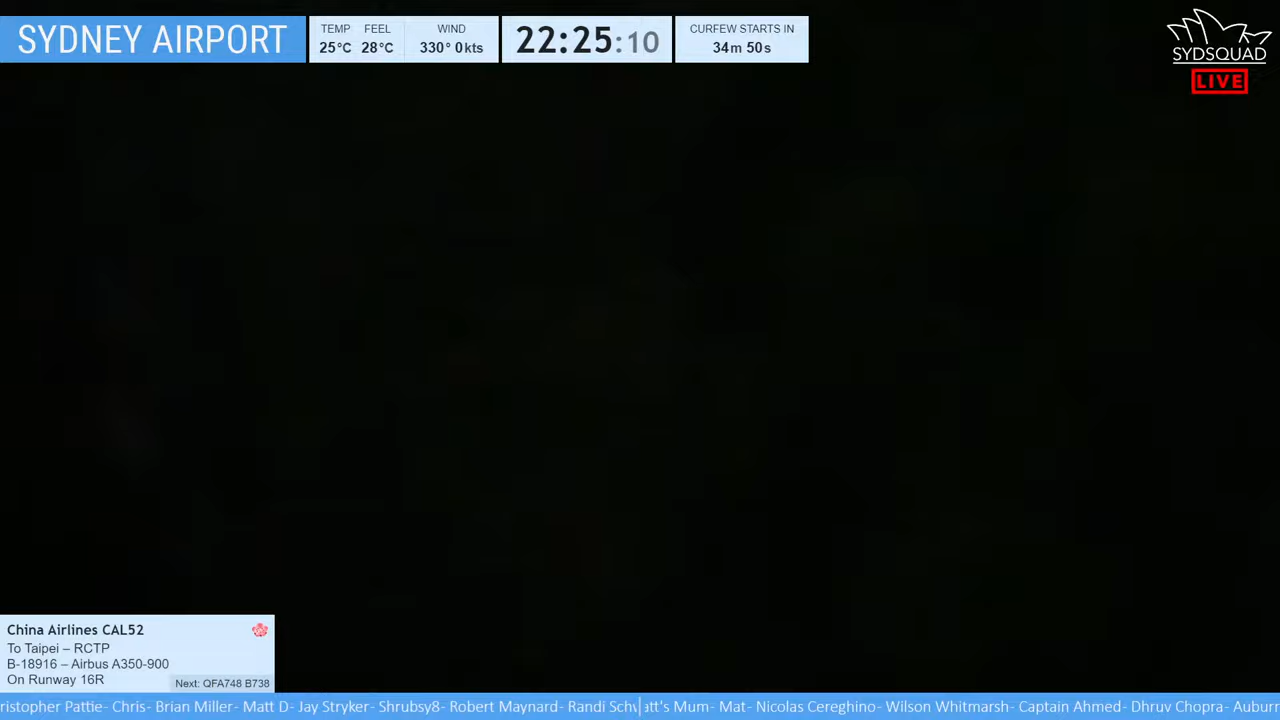 SYDNEY AIRPORT
TEMP FEEL WIND
25°C 28°C 330° 0kts
22:25:10
CURFEW STARTS IN
34m 50s
SYDSQUAD
LIVE
China Airlines CAL52
To Taipei – RCTP
B-18916 – Airbus A350-900
On Runway 16R
Next: QFA748 B738
ristopher Pattie- Chris- Brian Miller- Matt D- Jay Stryker- Shrubsy8- Robert Maynard- Randi Schw att's Mum- Mat- Nicolas Cereghino- Wilson Whitmarsh- Captain Ahmed- Dhruv Chopra- Auburn